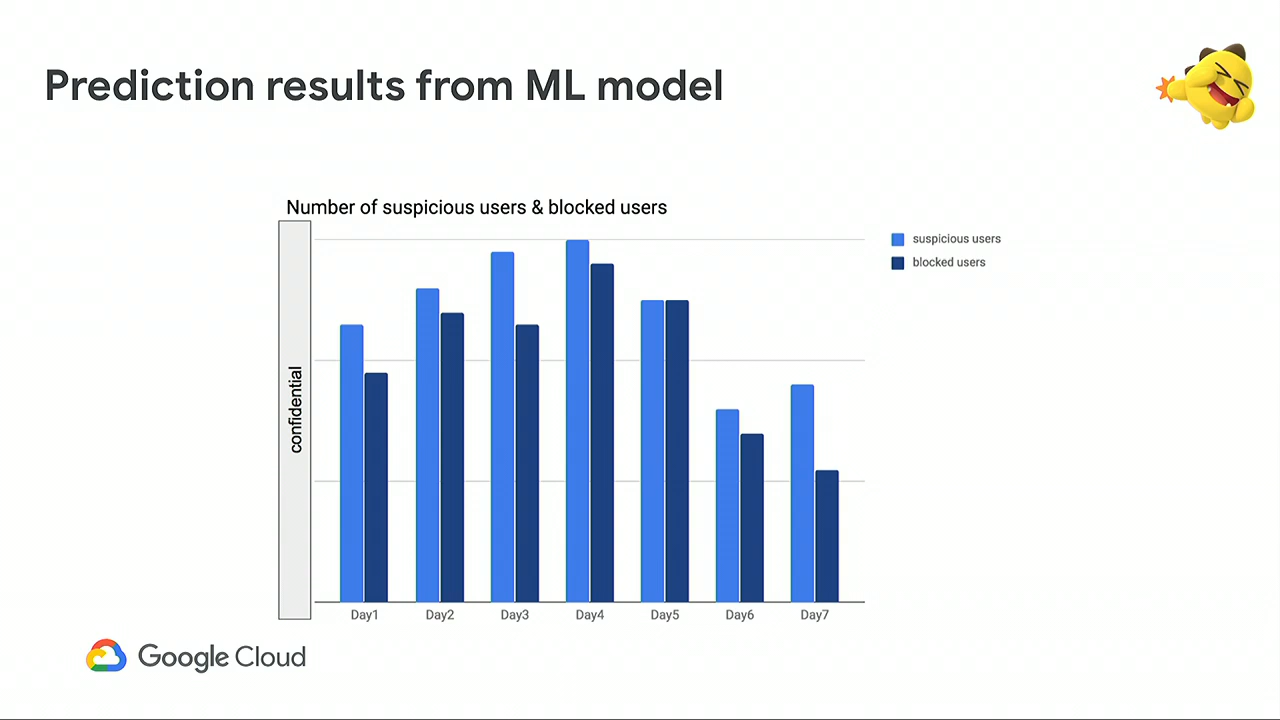 Prediction results from ML model
Number of suspicious users & blocked users
suspicious users
blocked users
confidential
Day1
Day2
Day3
Day4
Day5
Day6
Day7
Google Cloud